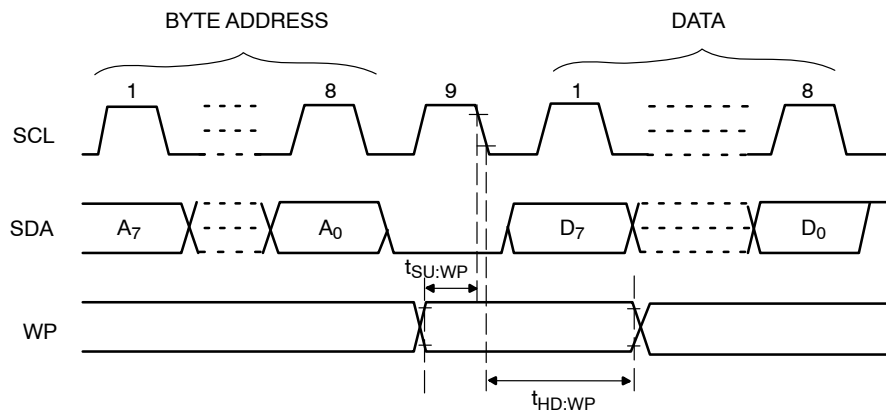 BYTE ADDRESS DATA
1 8 9 1 8
SCL
SDA A7 A0 D7 D0
tSU:WP
WP
tHD:WP